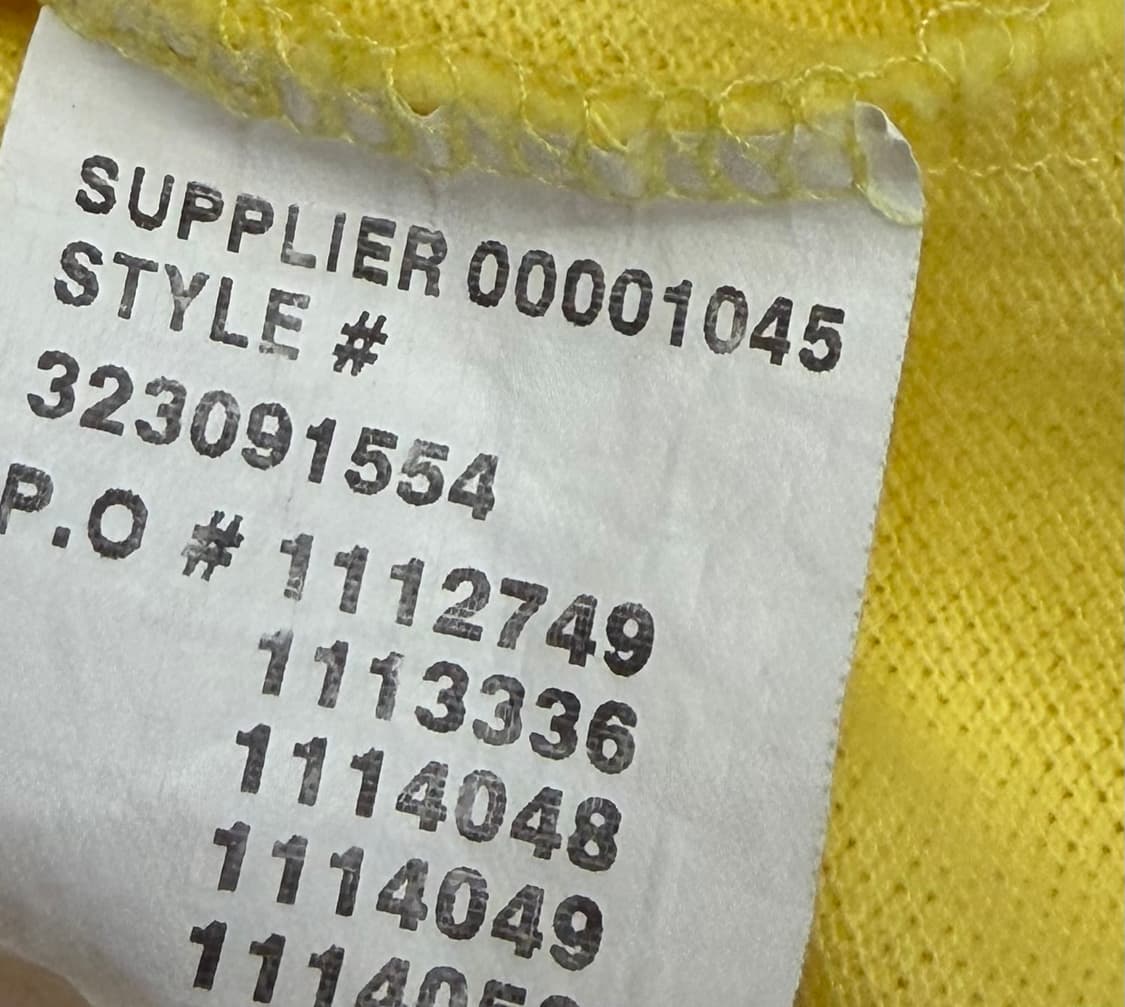 SUPPLIER 00001045
STYLE #
323091554
P.O # 1112749
1113336
1114048
1114049